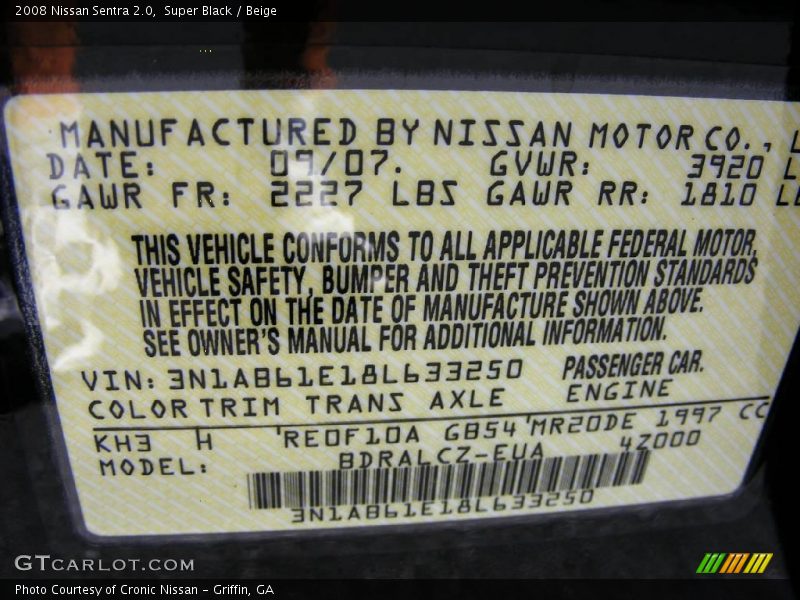 2008 Nissan Sentra 2.0,  Super Black / Beige
MANUFACTURED BY NISSAN MOTOR CO., L
DATE: 09/07. GVWR: 3920 L
GAWR FR: 2227 LBS GAWR RR: 1810 LB
THIS VEHICLE CONFORMS TO ALL APPLICABLE FEDERAL MOTOR,
VEHICLE SAFETY, BUMPER AND THEFT PREVENTION STANDARDS
IN EFFECT ON THE DATE OF MANUFACTURE SHOWN ABOVE.
SEE OWNER'S MANUAL FOR ADDITIONAL INFORMATION.
VIN: 3N1AB61E18L633250 PASSENGER CAR.
COLOR TRIM TRANS AXLE ENGINE
KH3 H 'RE0F10A GB54 'MR20DE 1997 CC
MODEL: BDRALCZ-EUA 4Z000
3N1AB61E18L633250
GTCARLOT.COM
Photo Courtesy of Cronic Nissan - Griffin, GA